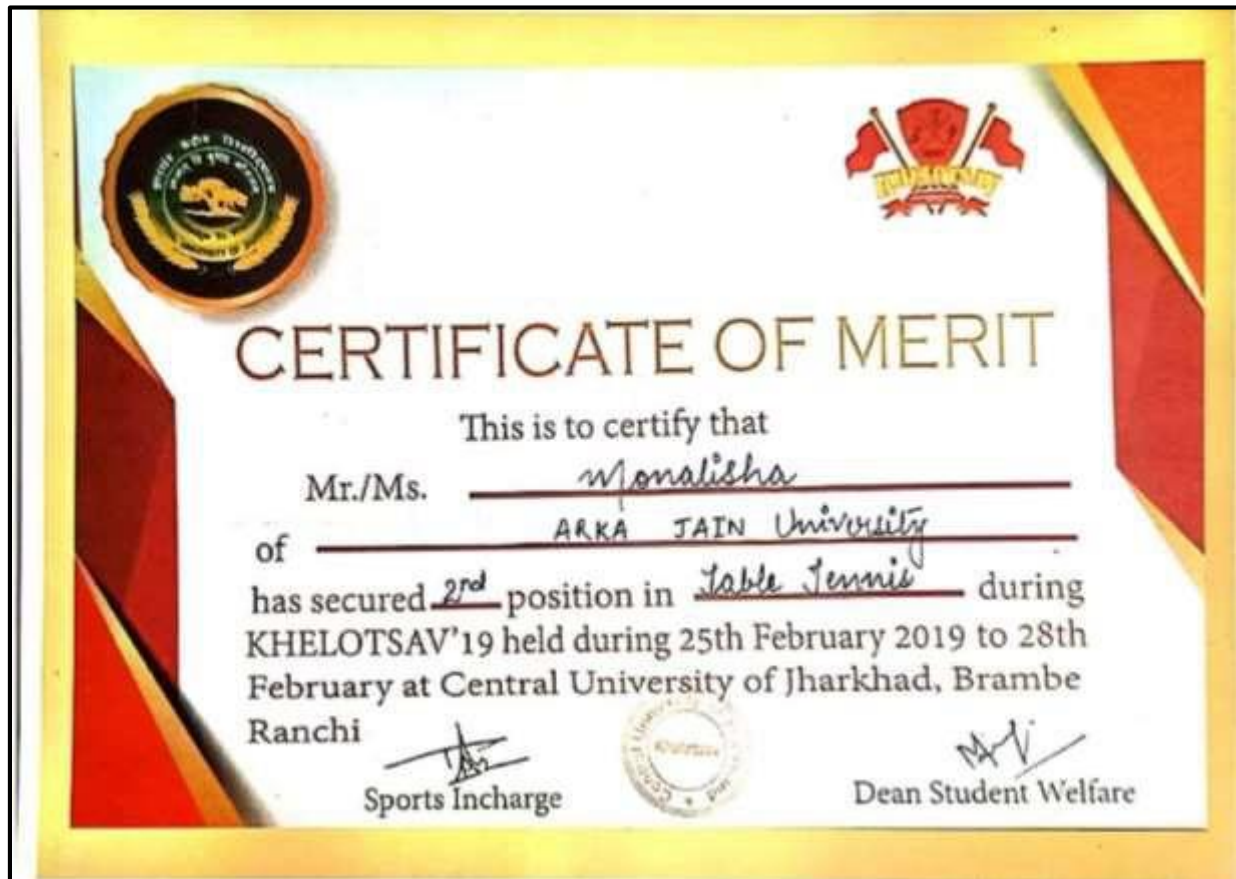 CERTIFICATE OF MERIT
This is to certify that
Mr./Ms. Monalisha
of ARKA JAIN University
has secured 2nd position in Table Tennis during
KHELOTSAV'19 held during 25th February 2019 to 28th
February at Central University of Jharkhad, Brambe
Ranchi
Sports Incharge
Dean Student Welfare